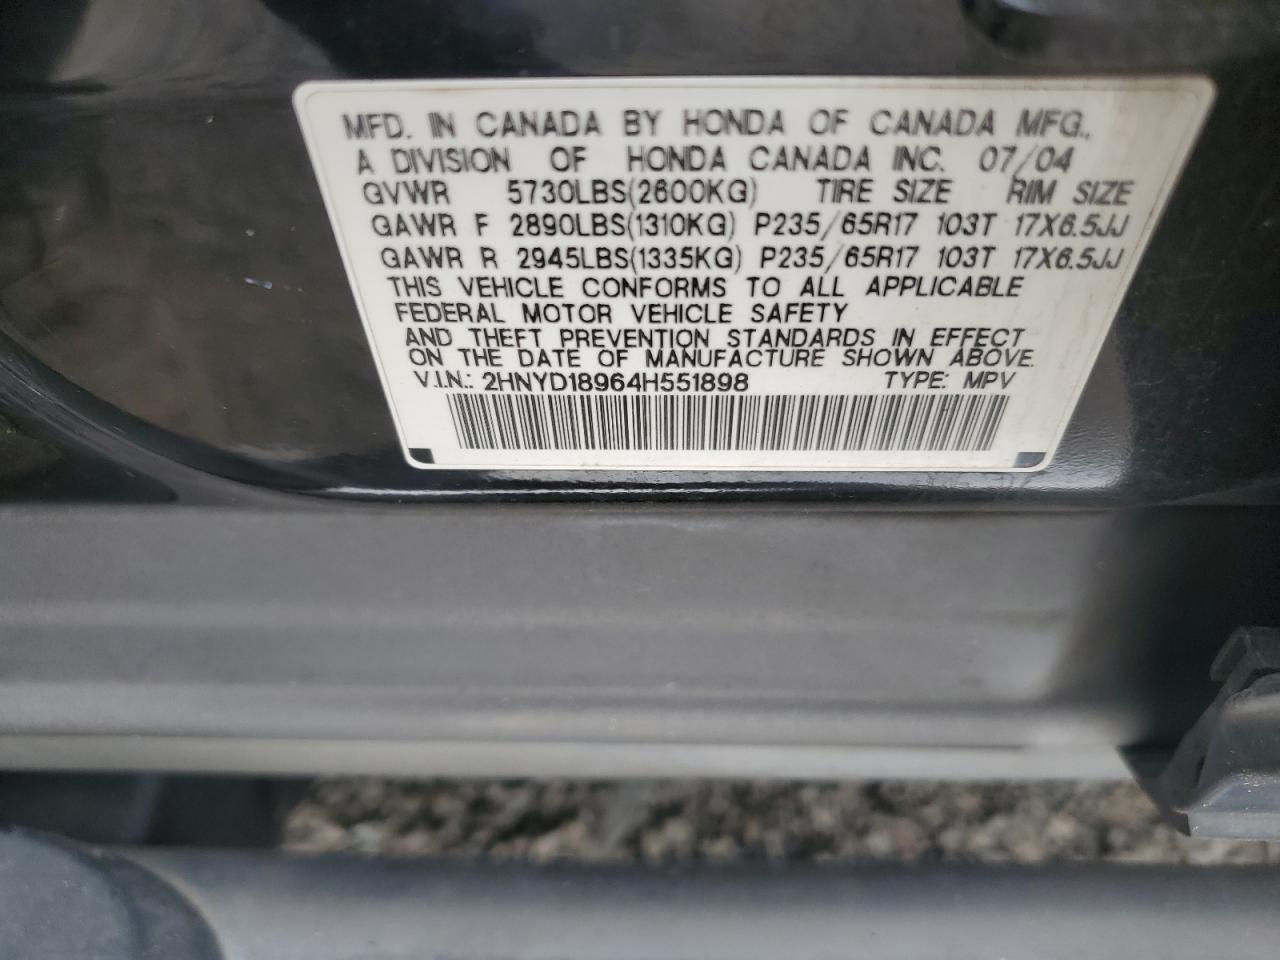 MFD. IN CANADA BY HONDA OF CANADA MFG.,
A DIVISION OF HONDA CANADA INC. 07/04
GVWR 5730LBS(2600KG) TIRE SIZE RIM SIZE
GAWR F 2890LBS(1310KG) P235/65R17 103T 17X6.5JJ
GAWR R 2945LBS(1335KG) P235/65R17 103T 17X6.5JJ
THIS VEHICLE CONFORMS TO ALL APPLICABLE
FEDERAL MOTOR VEHICLE SAFETY
AND THEFT PREVENTION STANDARDS IN EFFECT
ON THE DATE OF MANUFACTURE SHOWN ABOVE.
V.I.N.: 2HNYD18964H551898 TYPE: MPV